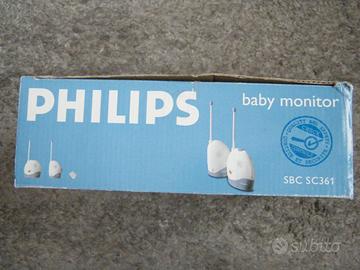 PHILIPS
baby monitor
SBC SC361
subito